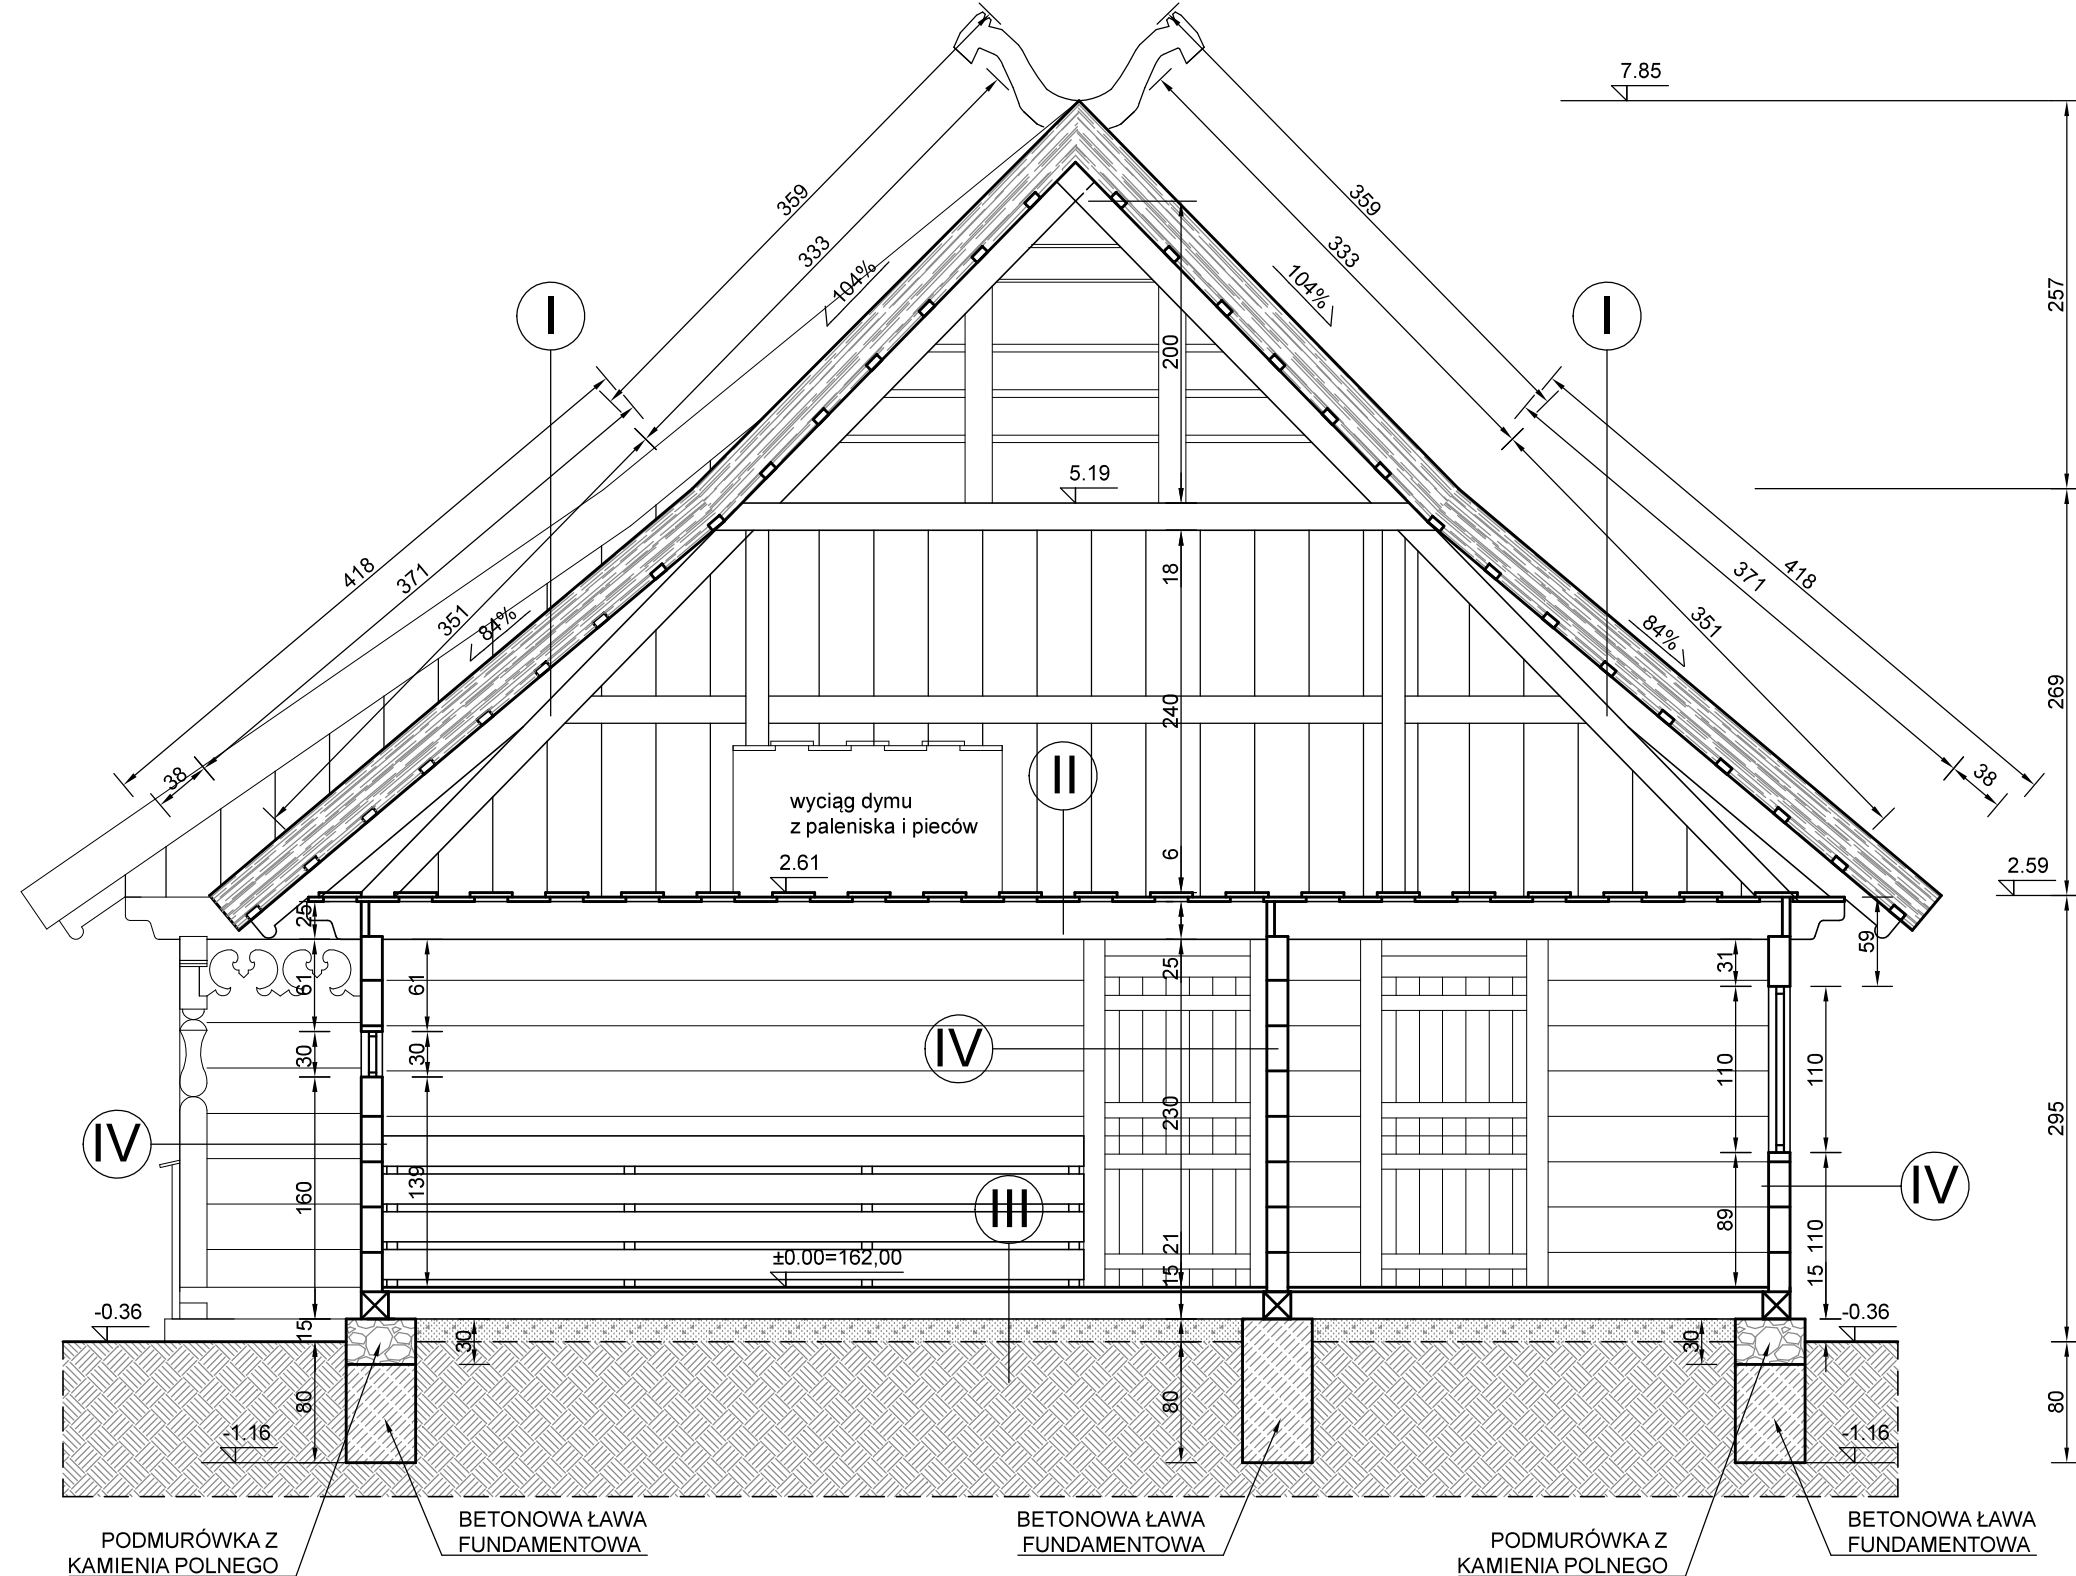 7.85
359
333
104%
359
333
104%
I
I
257
200
5.19
418
371
351
84%
18
418
371
351
84%
269
240
38
II
38
wyciąg dymu
z paleniska i pieców
2.61
6
2.59
25
59
61
61
25
31
30
30
IV
110
110
295
IV
230
160
139
III
IV
89
110
21
15
15
±0.00=162,00
-0.36
-0.36
15
30
30
80
80
80
-1.16
-1.16
BETONOWA ŁAWA
FUNDAMENTOWA
PODMURÓWKA Z
KAMIENIA POLNEGO
BETONOWA ŁAWA
FUNDAMENTOWA
PODMURÓWKA Z
KAMIENIA POLNEGO
BETONOWA ŁAWA
FUNDAMENTOWA